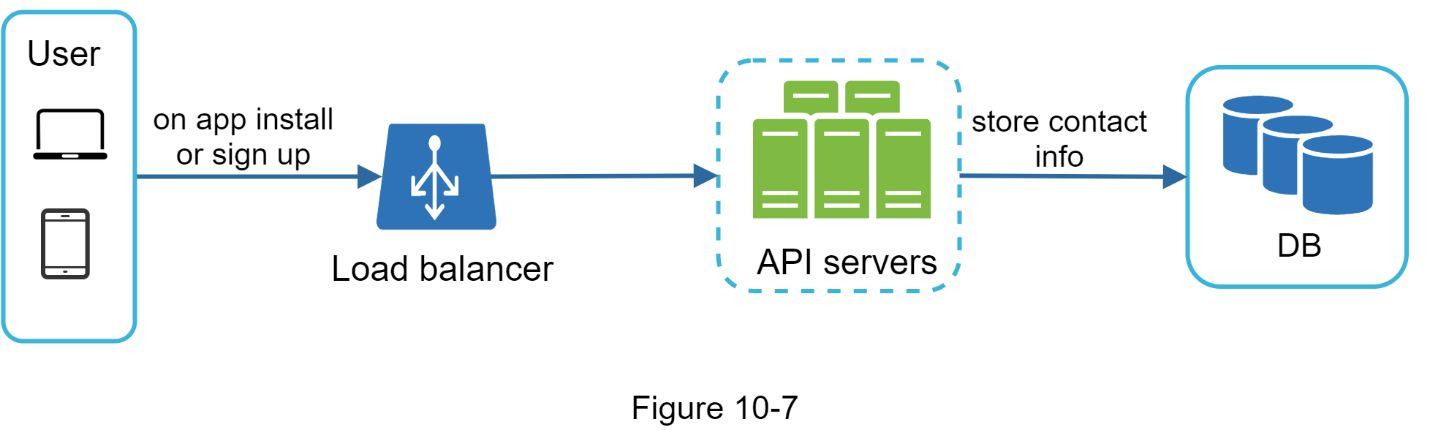 User
on app install
or sign up
Load balancer
API servers
store contact
info
DB
Figure 10-7